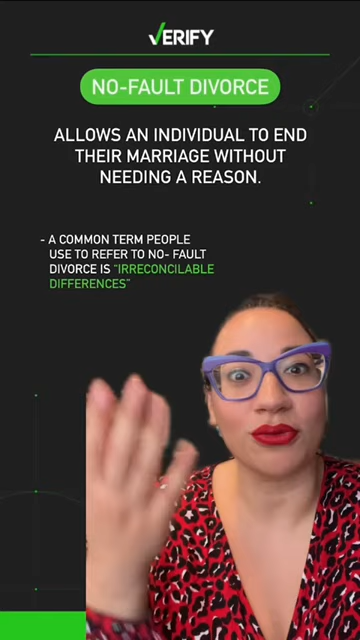 VERIFY
NO-FAULT DIVORCE
ALLOWS AN INDIVIDUAL TO END
THEIR MARRIAGE WITHOUT
NEEDING A REASON.
- A COMMON TERM PEOPLE
USE TO REFER TO NO- FAULT
DIVORCE IS "IRRECONCILABLE
DIFFERENCES"